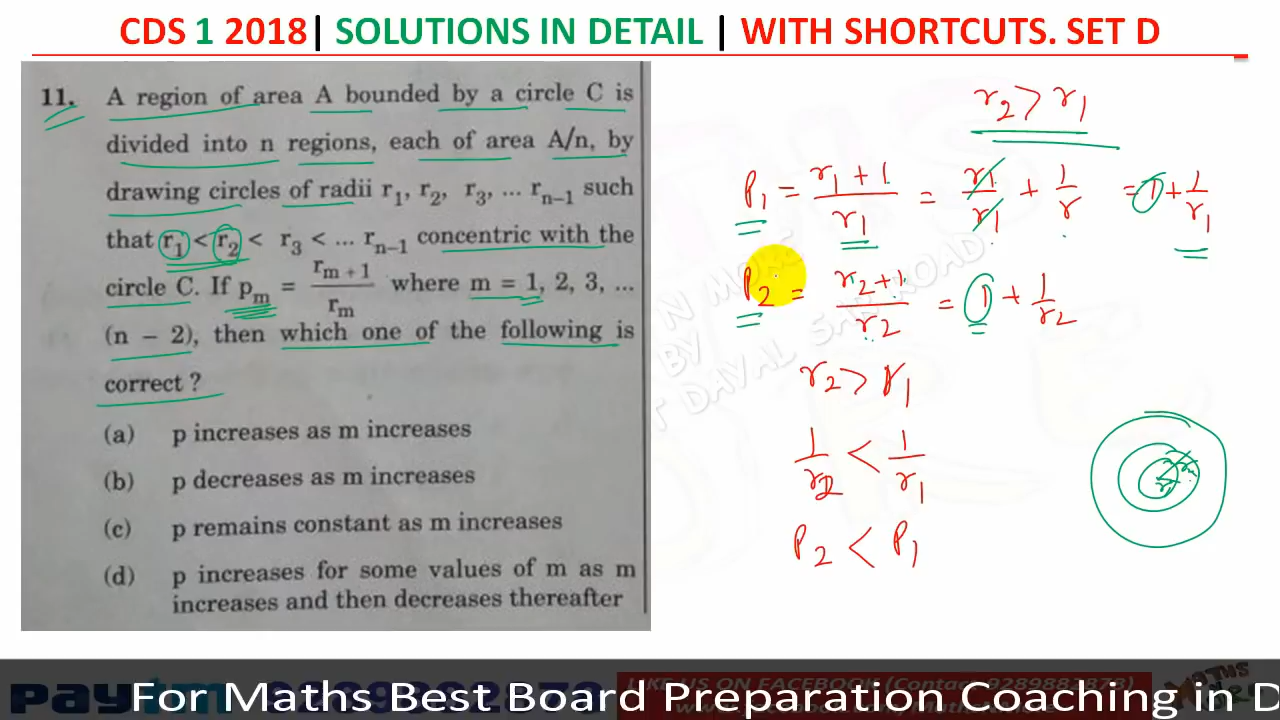 CDS 1 2018| SOLUTIONS IN DETAIL | WITH SHORTCUTS. SET D
11. A region of area A bounded by a circle C is
divided into n regions, each of area A/n, by
drawing circles of radii r₁, r₂, r₃, ... rₙ₋₁ such
that r₁ < r₂ < r₃ < ... rₙ₋₁ concentric with the
circle C. If pₘ = rₘ₊₁/rₘ where m = 1, 2, 3, ...
(n − 2), then which one of the following is
correct ?
(a) p increases as m increases
(b) p decreases as m increases
(c) p remains constant as m increases
(d) p increases for some values of m as m
increases and then decreases thereafter
r₂ > r₁
P₁ = (r₁ + 1)/r₁ = r₁/r₁ + 1/r = 1 + 1/r₁
P₂ = (r₂ + 1)/r₂ = 1 + 1/r₂
r₂ > r₁
1/r₂ < 1/r₁
P₂ < P₁
For Maths Best Board Preparation Coaching in D